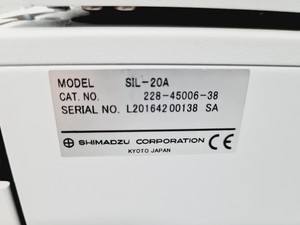 MODEL SIL-20A
CAT. NO. 228-45006-38
SERIAL NO. L20164200138 SA
SHIMADZU CORPORATION
KYOTO JAPAN
CE